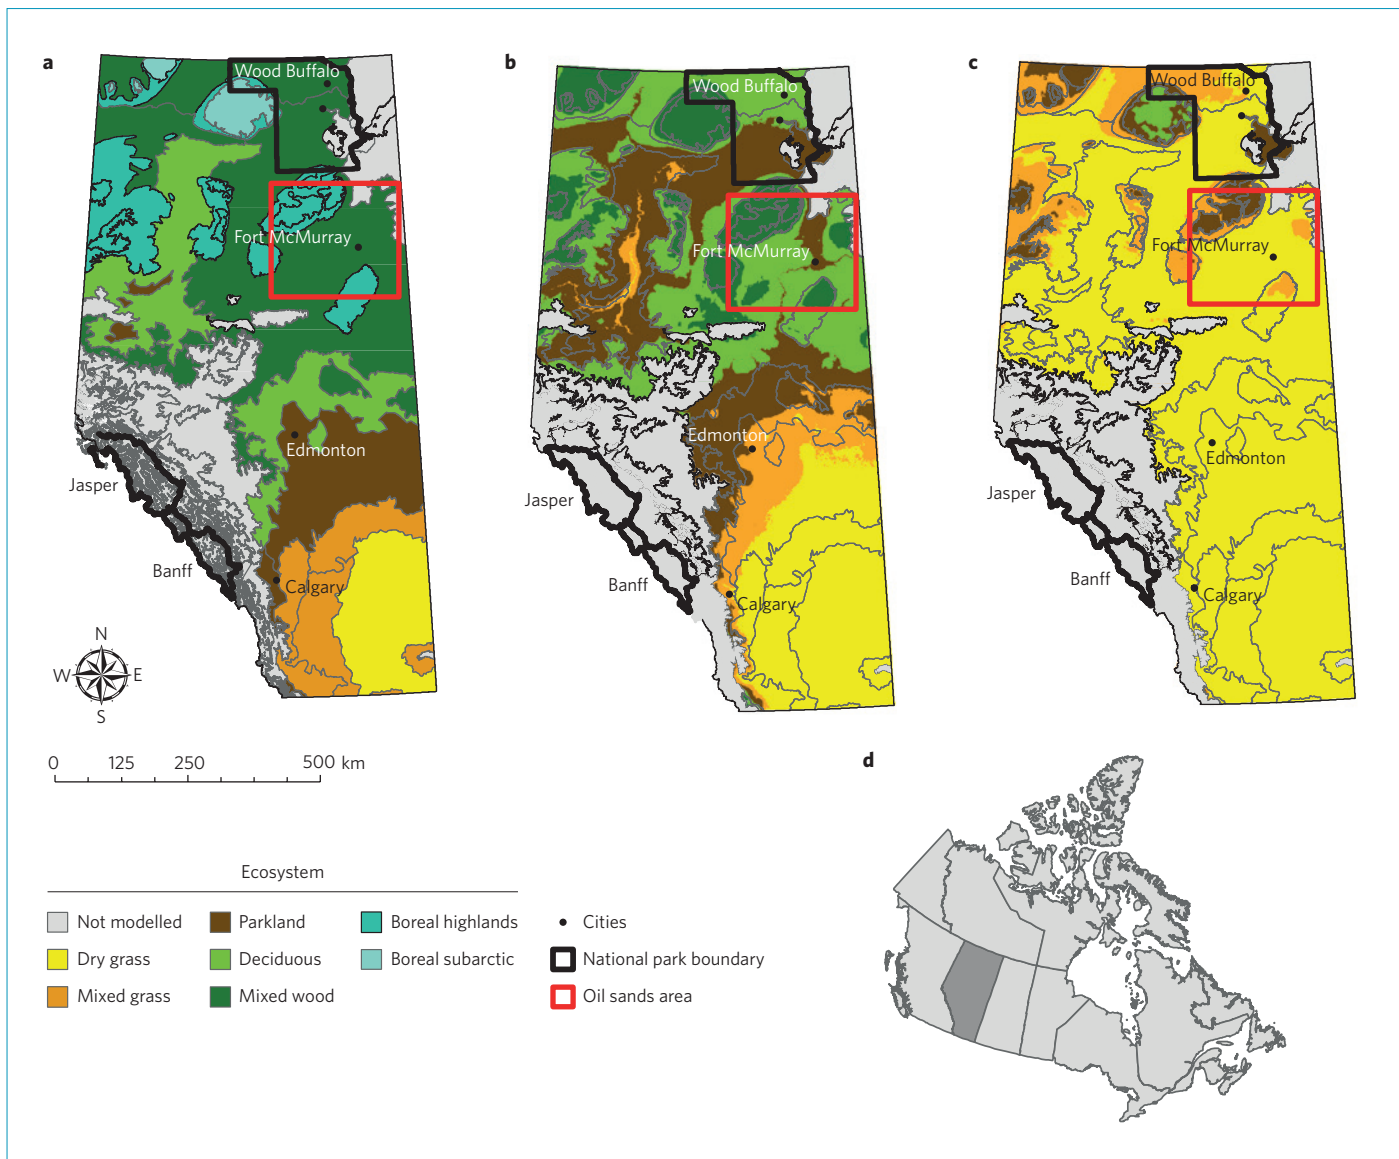 a
Wood Buffalo
Fort McMurray
Edmonton
Jasper
Banff
Calgary
N
W E
S
0 125 250 500 km
b
Wood Buffalo
Fort McMurray
Edmonton
Jasper
Banff
Calgary
c
Wood Buffalo
Fort McMurray
Edmonton
Jasper
Banff
Calgary
d
Ecosystem
Not modelled
Dry grass
Mixed grass
Parkland
Deciduous
Mixed wood
Boreal highlands
Boreal subarctic
Cities
National park boundary
Oil sands area